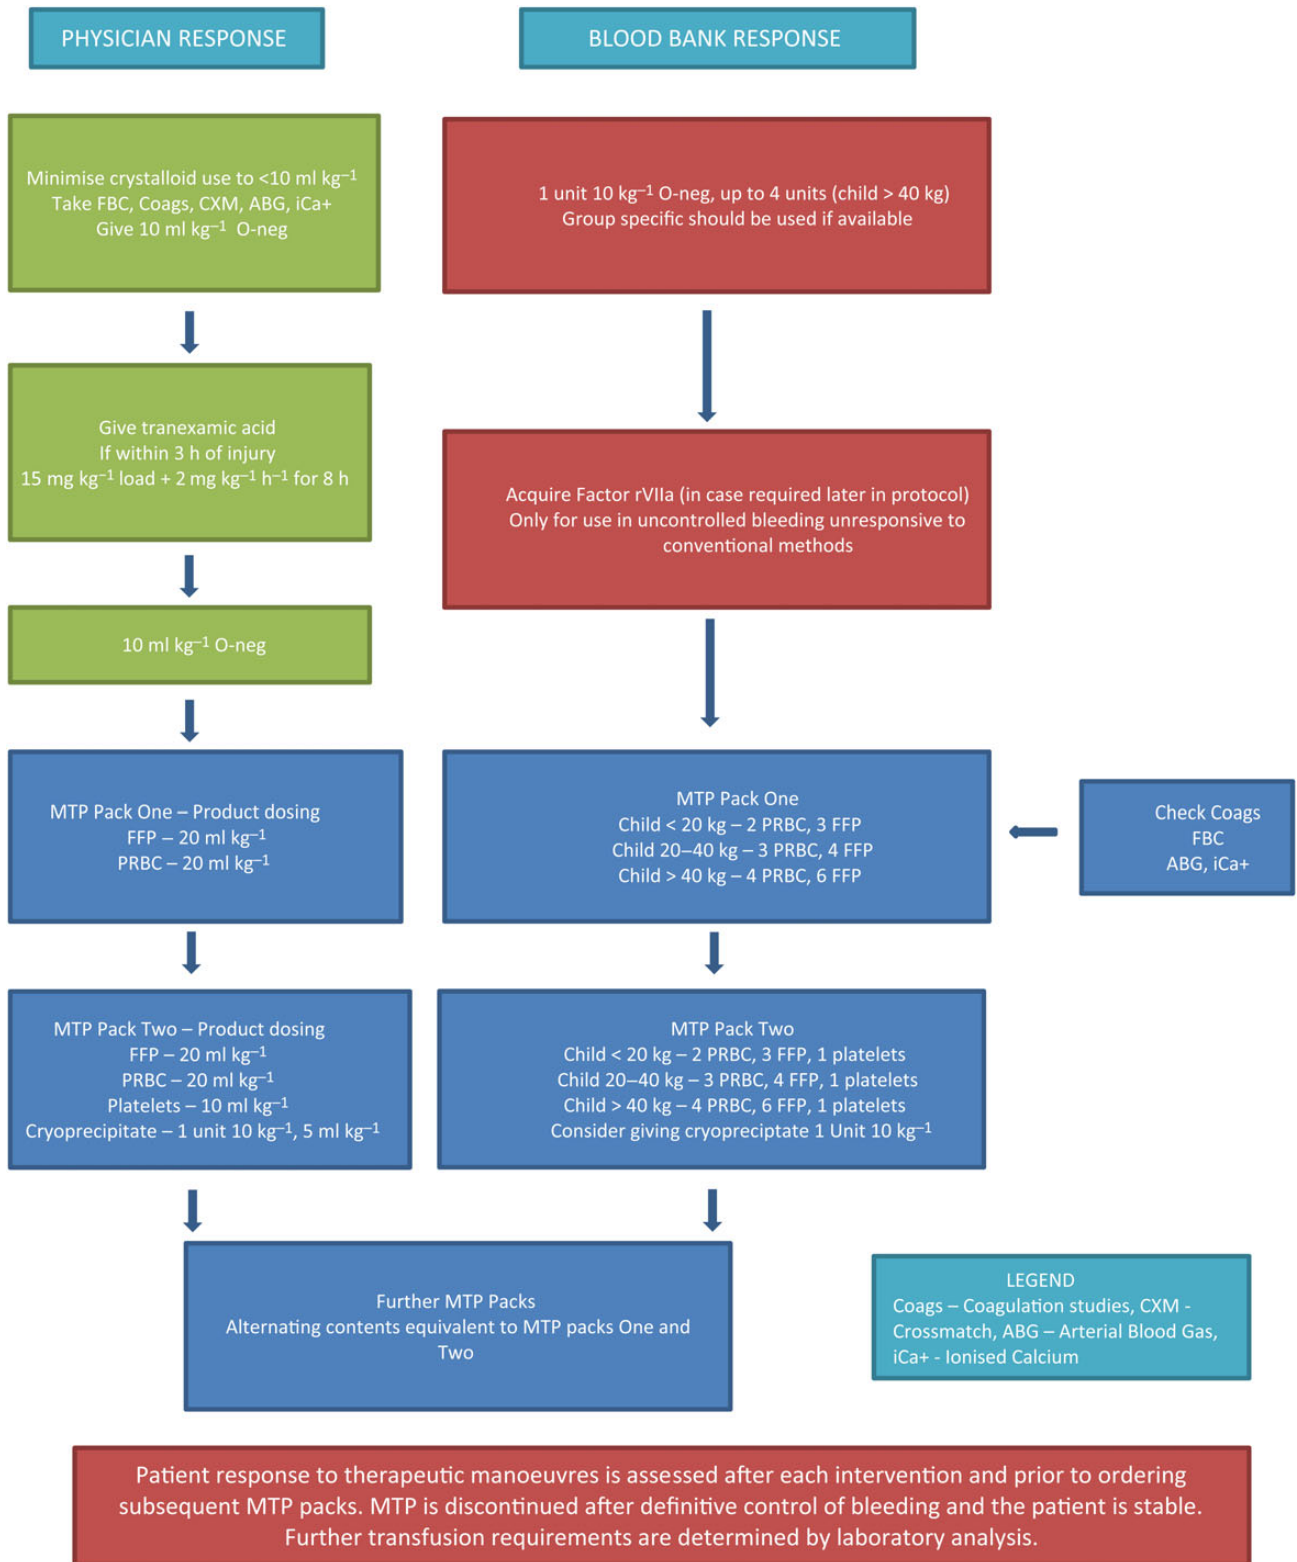 PHYSICIAN RESPONSE
BLOOD BANK RESPONSE
Minimise crystalloid use to <10 ml kg⁻¹
Take FBC, Coags, CXM, ABG, iCa+
Give 10 ml kg⁻¹ O-neg
1 unit 10 kg⁻¹ O-neg, up to 4 units (child > 40 kg)
Group specific should be used if available
Give tranexamic acid
If within 3 h of injury
15 mg kg⁻¹ load + 2 mg kg⁻¹ h⁻¹ for 8 h
Acquire Factor rVIIa (in case required later in protocol)
Only for use in uncontrolled bleeding unresponsive to
conventional methods
10 ml kg⁻¹ O-neg
MTP Pack One – Product dosing
FFP – 20 ml kg⁻¹
PRBC – 20 ml kg⁻¹
MTP Pack One
Child < 20 kg – 2 PRBC, 3 FFP
Child 20–40 kg – 3 PRBC, 4 FFP
Child > 40 kg – 4 PRBC, 6 FFP
Check Coags
FBC
ABG, iCa+
MTP Pack Two – Product dosing
FFP – 20 ml kg⁻¹
PRBC – 20 ml kg⁻¹
Platelets – 10 ml kg⁻¹
Cryoprecipitate – 1 unit 10 kg⁻¹, 5 ml kg⁻¹
MTP Pack Two
Child < 20 kg – 2 PRBC, 3 FFP, 1 platelets
Child 20–40 kg – 3 PRBC, 4 FFP, 1 platelets
Child > 40 kg – 4 PRBC, 6 FFP, 1 platelets
Consider giving cryopreciptate 1 Unit 10 kg⁻¹
Further MTP Packs
Alternating contents equivalent to MTP packs One and
Two
LEGEND
Coags – Coagulation studies, CXM -
Crossmatch, ABG – Arterial Blood Gas,
iCa+ - Ionised Calcium
Patient response to therapeutic manoeuvres is assessed after each intervention and prior to ordering
subsequent MTP packs. MTP is discontinued after definitive control of bleeding and the patient is stable.
Further transfusion requirements are determined by laboratory analysis.